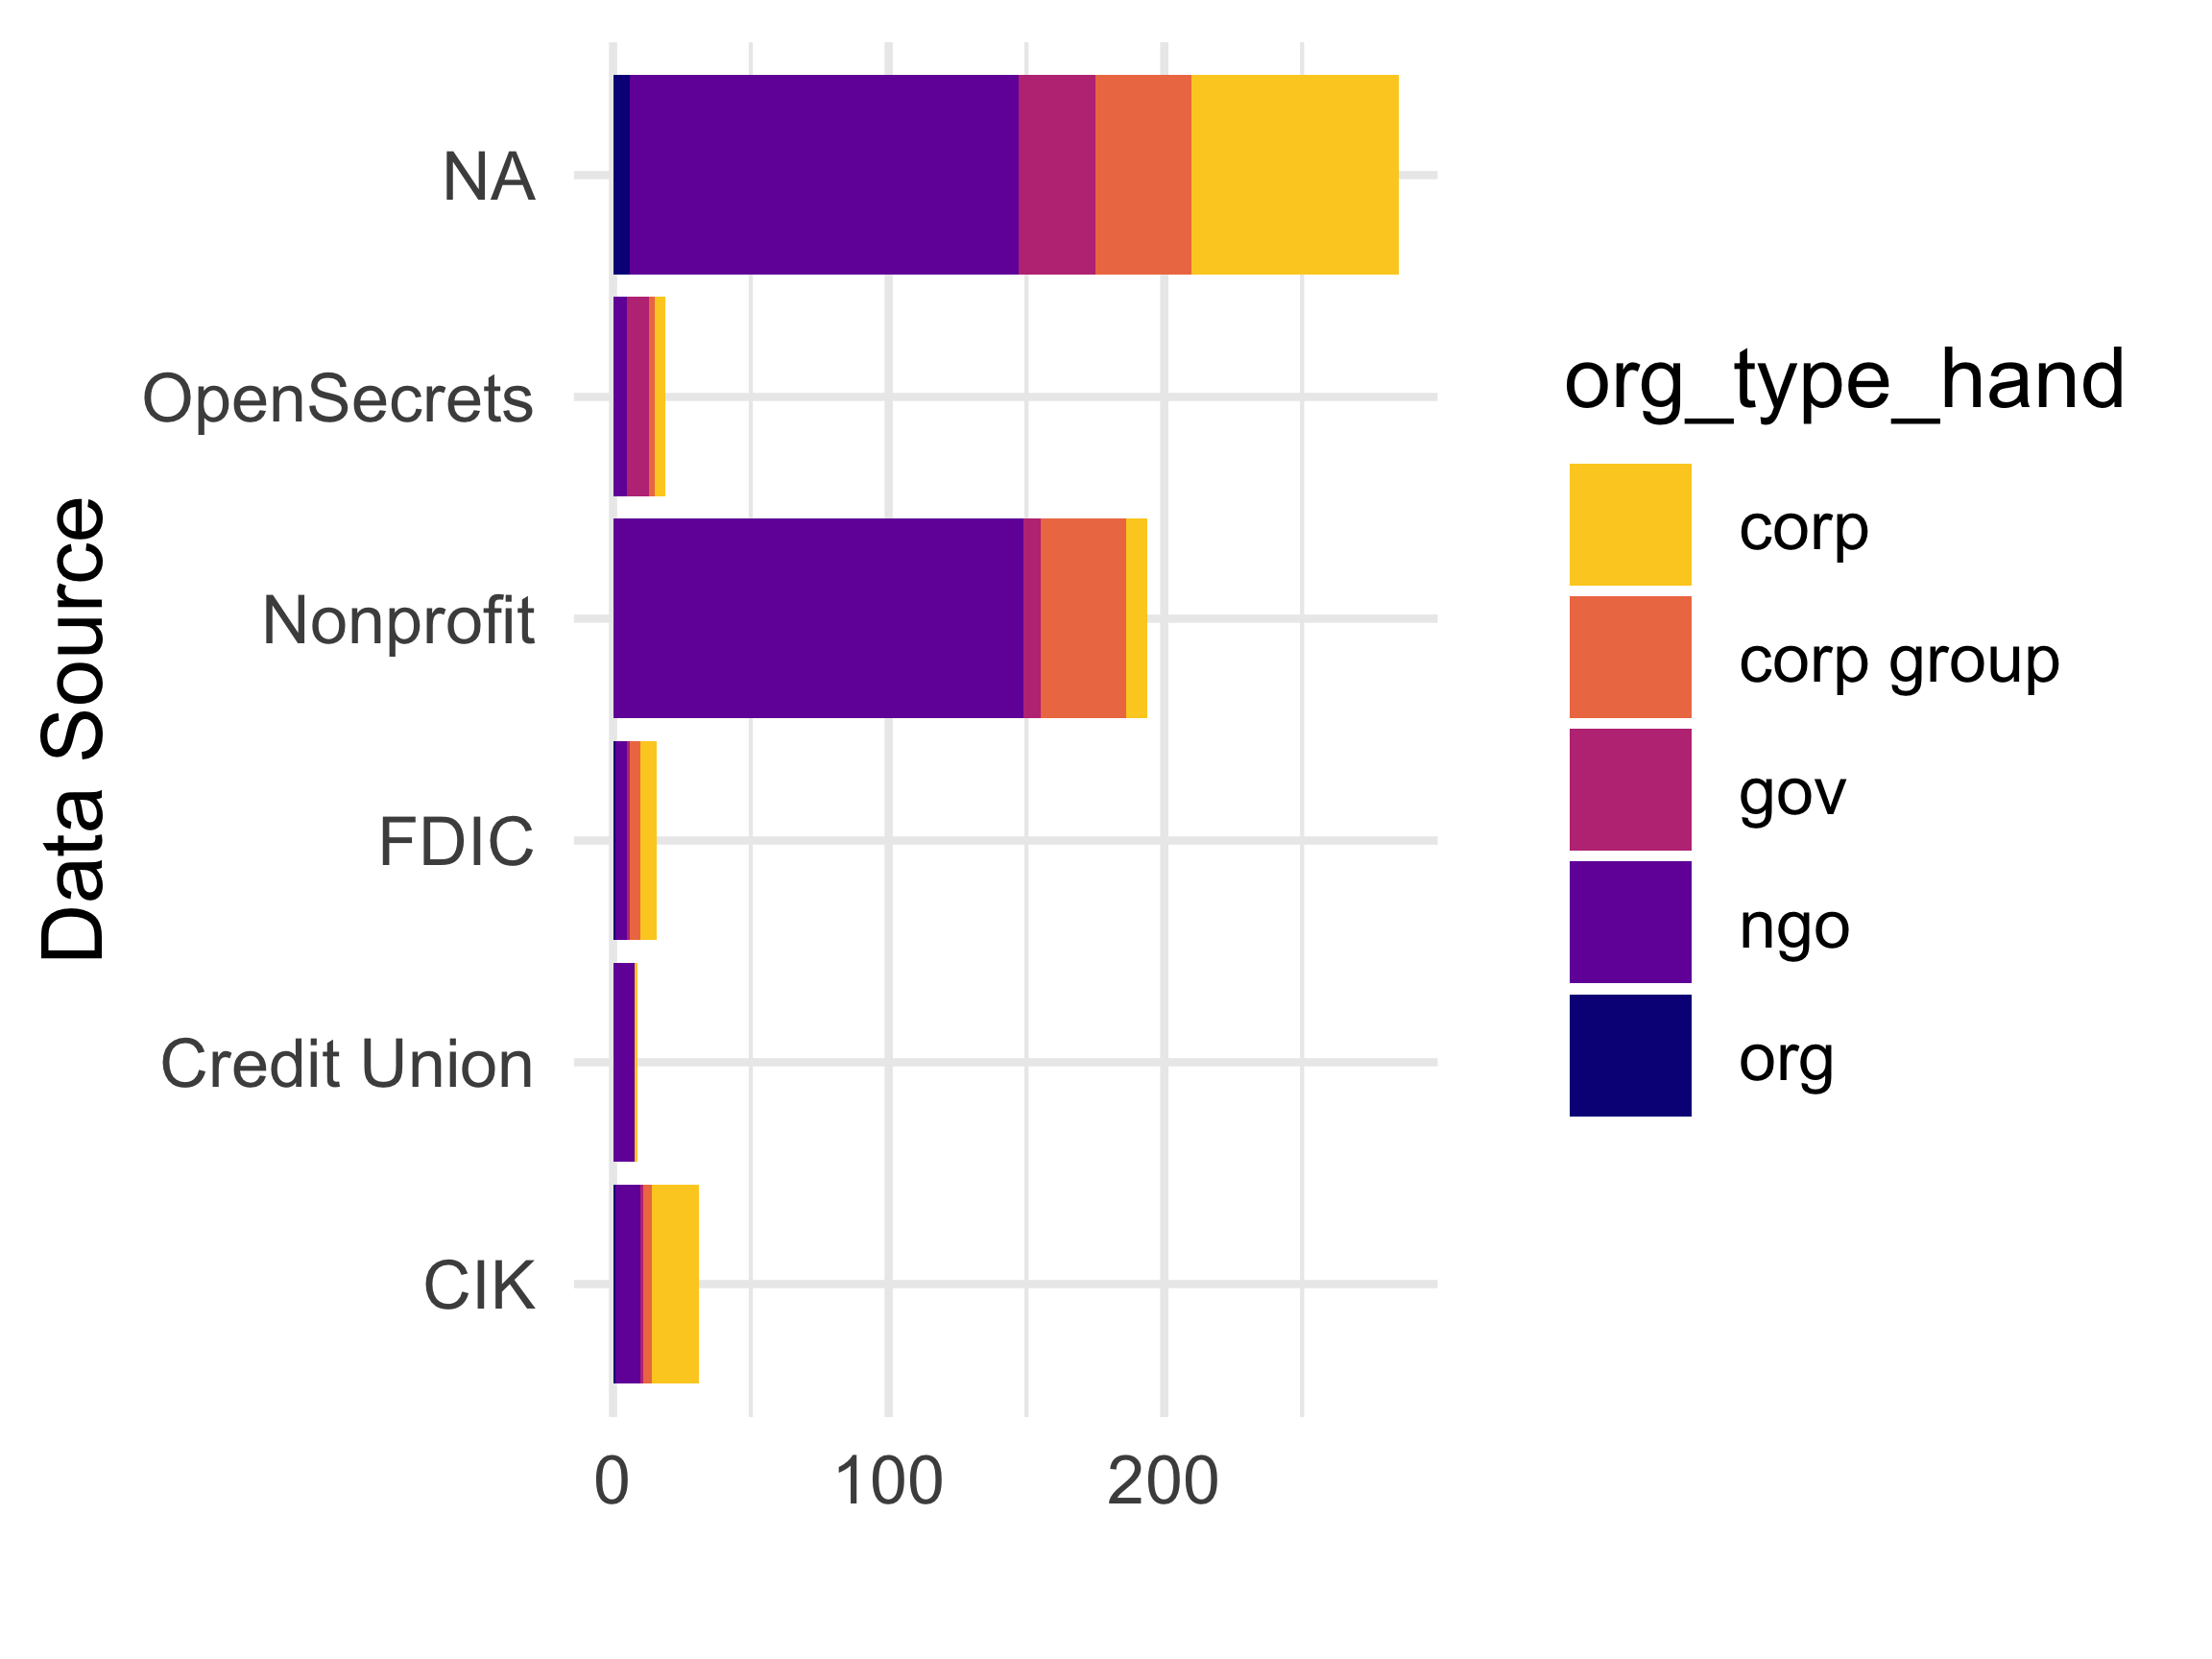 Data Source
NA
OpenSecrets
Nonprofit
FDIC
Credit Union
CIK
0 100 200
org_type_hand
corp
corp group
gov
ngo
org